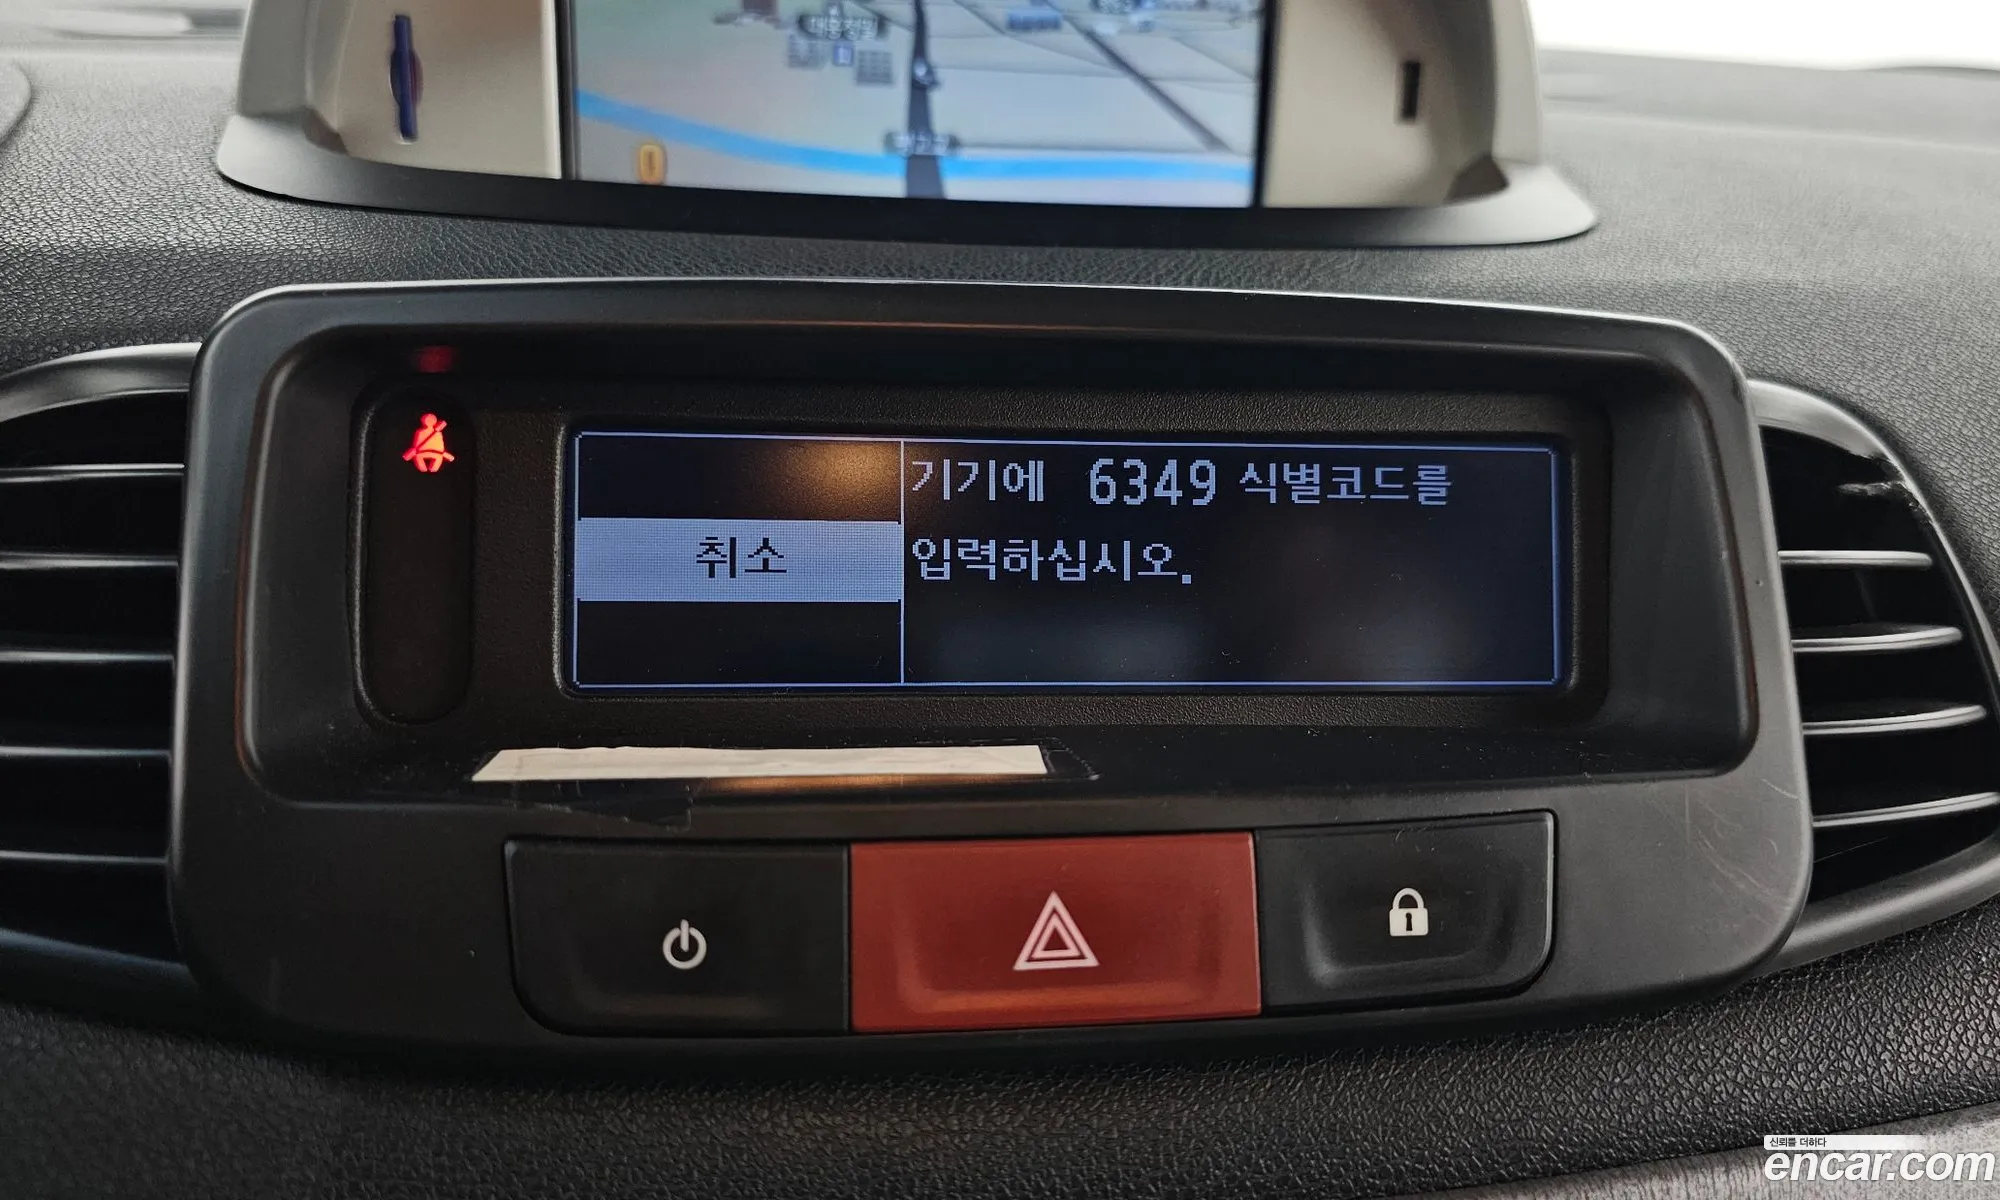 기기에 6349 식별코드를
취소
입력하십시오.
신뢰를 더하다
encar.com